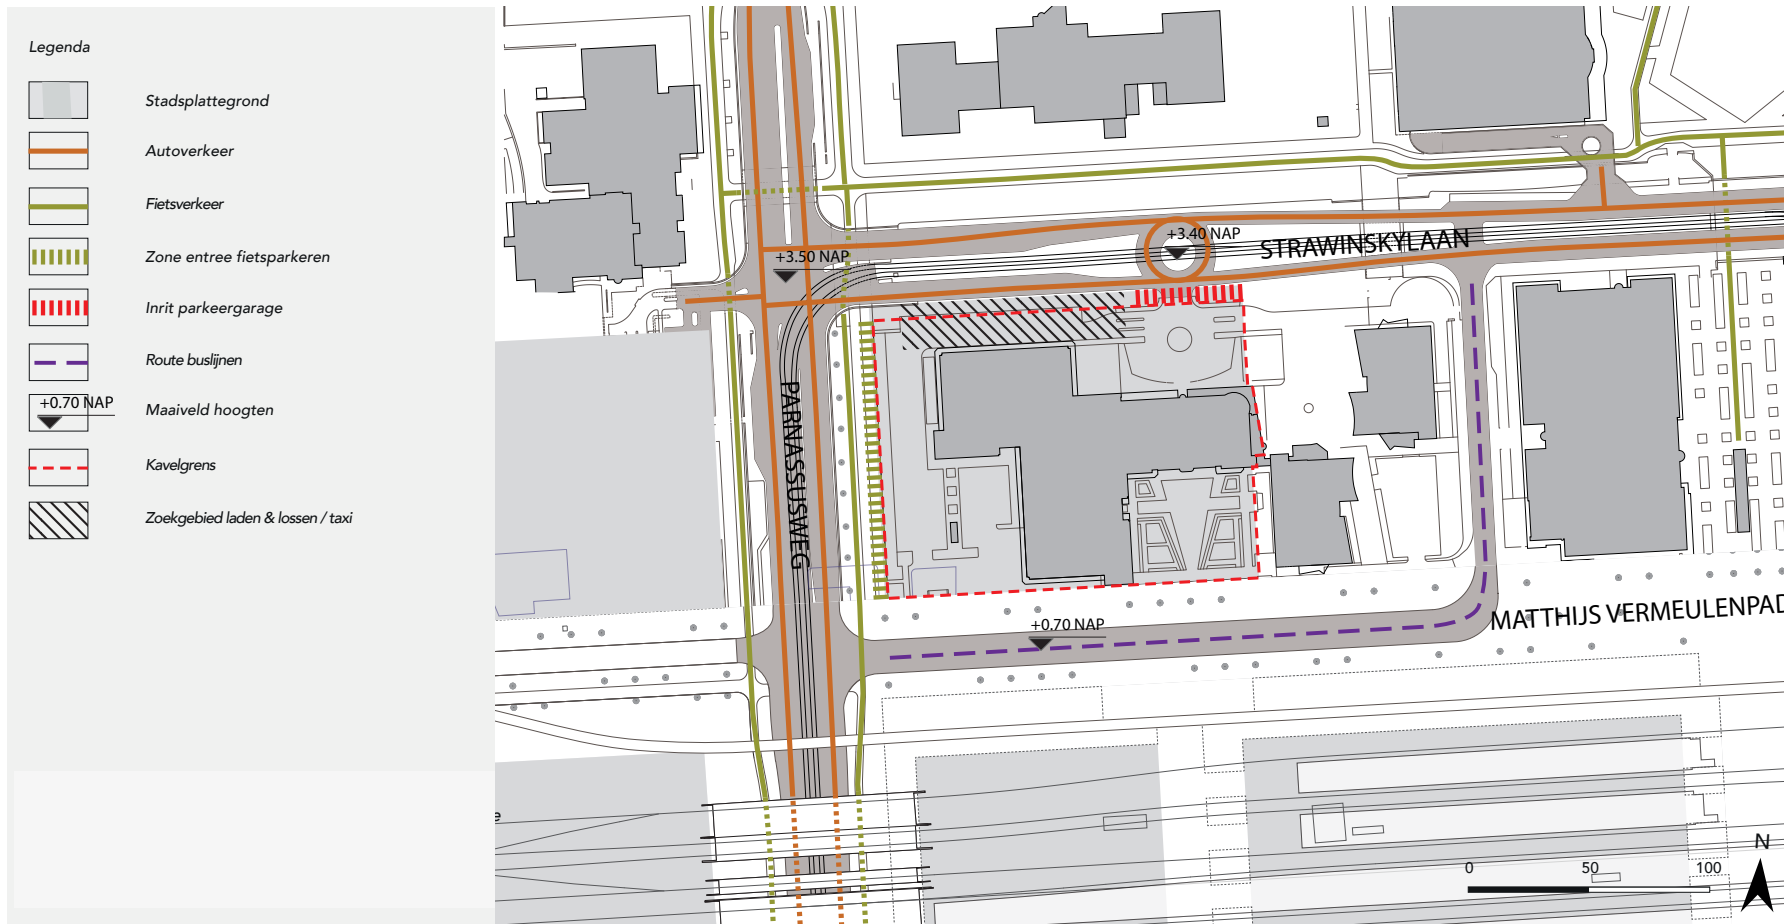 Legenda
Stadsplattegrond
Autoverkeer
Fietsverkeer
Zone entree fietsparkeren
Inrit parkeergarage
Route buslijnen
+0.70 NAP
Maaiveld hoogten
Kavelgrens
Zoekgebied laden & lossen / taxi
+3.40 NAP
STRAWINSKYLAAN
+3.50 NAP
PARNASSUSWEG
+0.70 NAP
MATTHIJS VERMEULENPAD
e
N
0 50 100